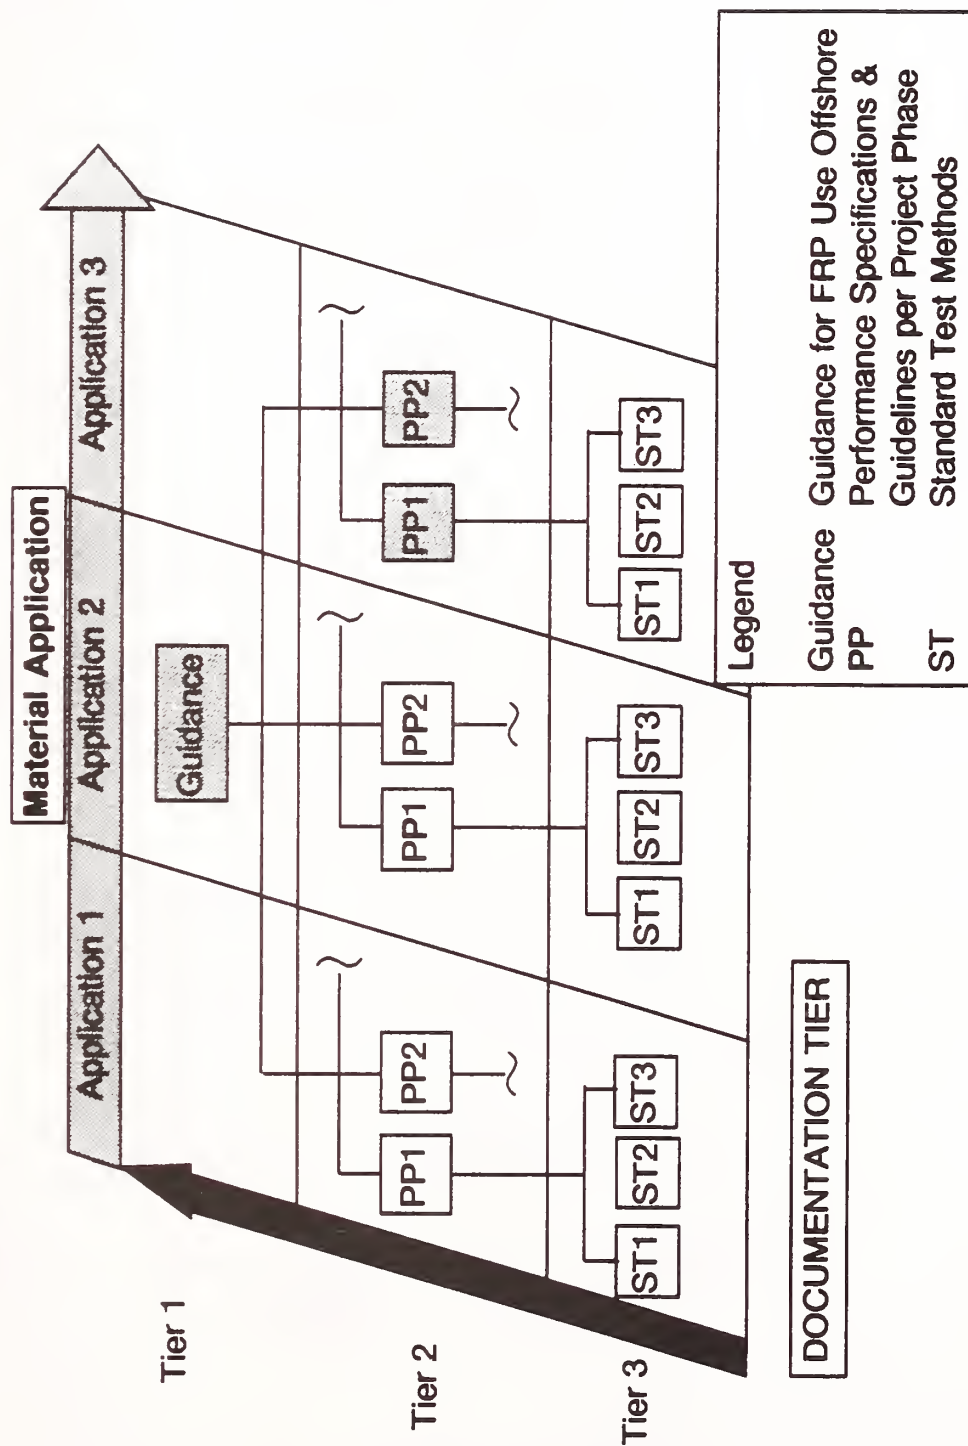 Material Application
Application 1 Application 2 Application 3
Tier 1
Guidance
Tier 2
PP1 PP2 PP1 PP2 PP1 PP2
Tier 3
ST1 ST2 ST3 ST1 ST2 ST3 ST1 ST2 ST3
DOCUMENTATION TIER
Legend
Guidance Guidance for FRP Use Offshore
PP Performance Specifications &
Guidelines per Project Phase
ST Standard Test Methods